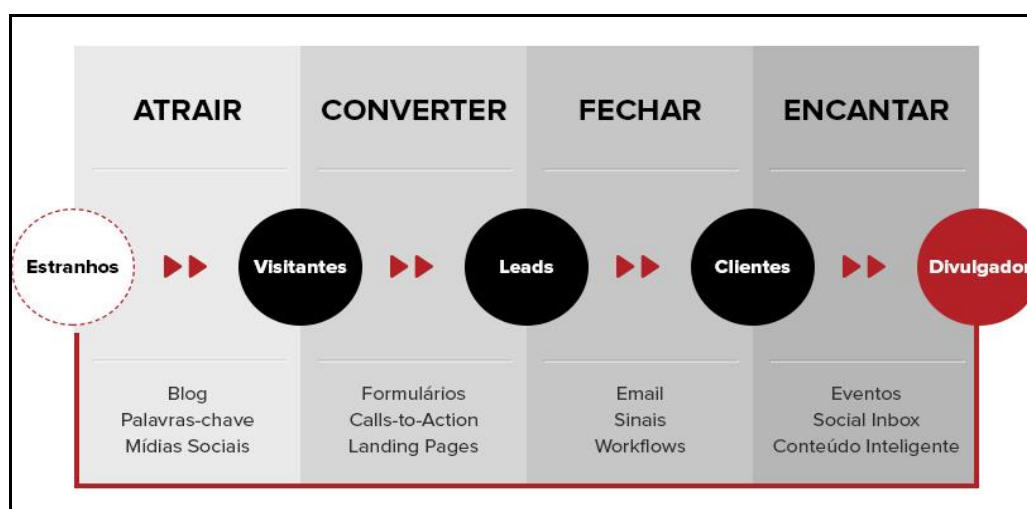 ATRAIR
CONVERTER
FECHAR
ENCANTAR
Estranhos
Visitantes
Leads
Clientes
Divulgador
Blog
Palavras-chave
Mídias Sociais
Formulários
Calls-to-Action
Landing Pages
Email
Sinais
Workflows
Eventos
Social Inbox
Conteúdo Inteligente